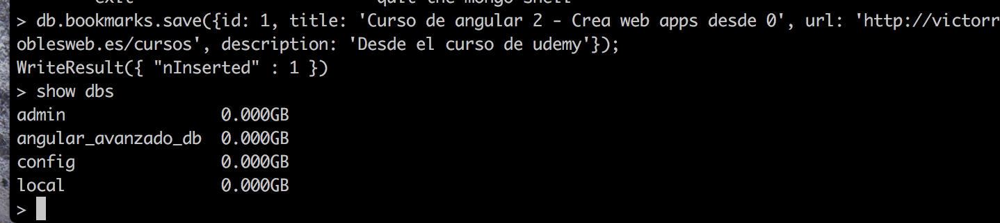 exit quit the mongo shell
> db.bookmarks.save({id: 1, title: 'Curso de angular 2 - Crea web apps desde 0', url: 'http://victorr
oblesweb.es/cursos', description: 'Desde el curso de udemy'});
WriteResult({ "nInserted" : 1 })
> show dbs
admin 0.000GB
angular_avanzado_db 0.000GB
config 0.000GB
local 0.000GB
>